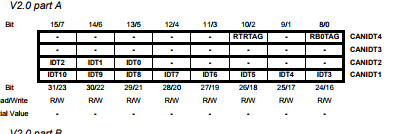 V2.0 part A
Bit 15/7 14/6 13/5 12/4 11/3 10/2 9/1 8/0
- - - - - RTRTAG - RB0TAG CANIDT4
- - - - - - - - CANIDT3
IDT2 IDT1 IDT0 - - - - - CANIDT2
IDT10 IDT9 IDT8 IDT7 IDT6 IDT5 IDT4 IDT3 CANIDT1
Bit 31/23 30/22 29/21 28/20 27/19 26/18 25/17 24/16
ad/Write R/W R/W R/W R/W R/W R/W R/W R/W
ial Value - - - - - - - -
V2.0 part B